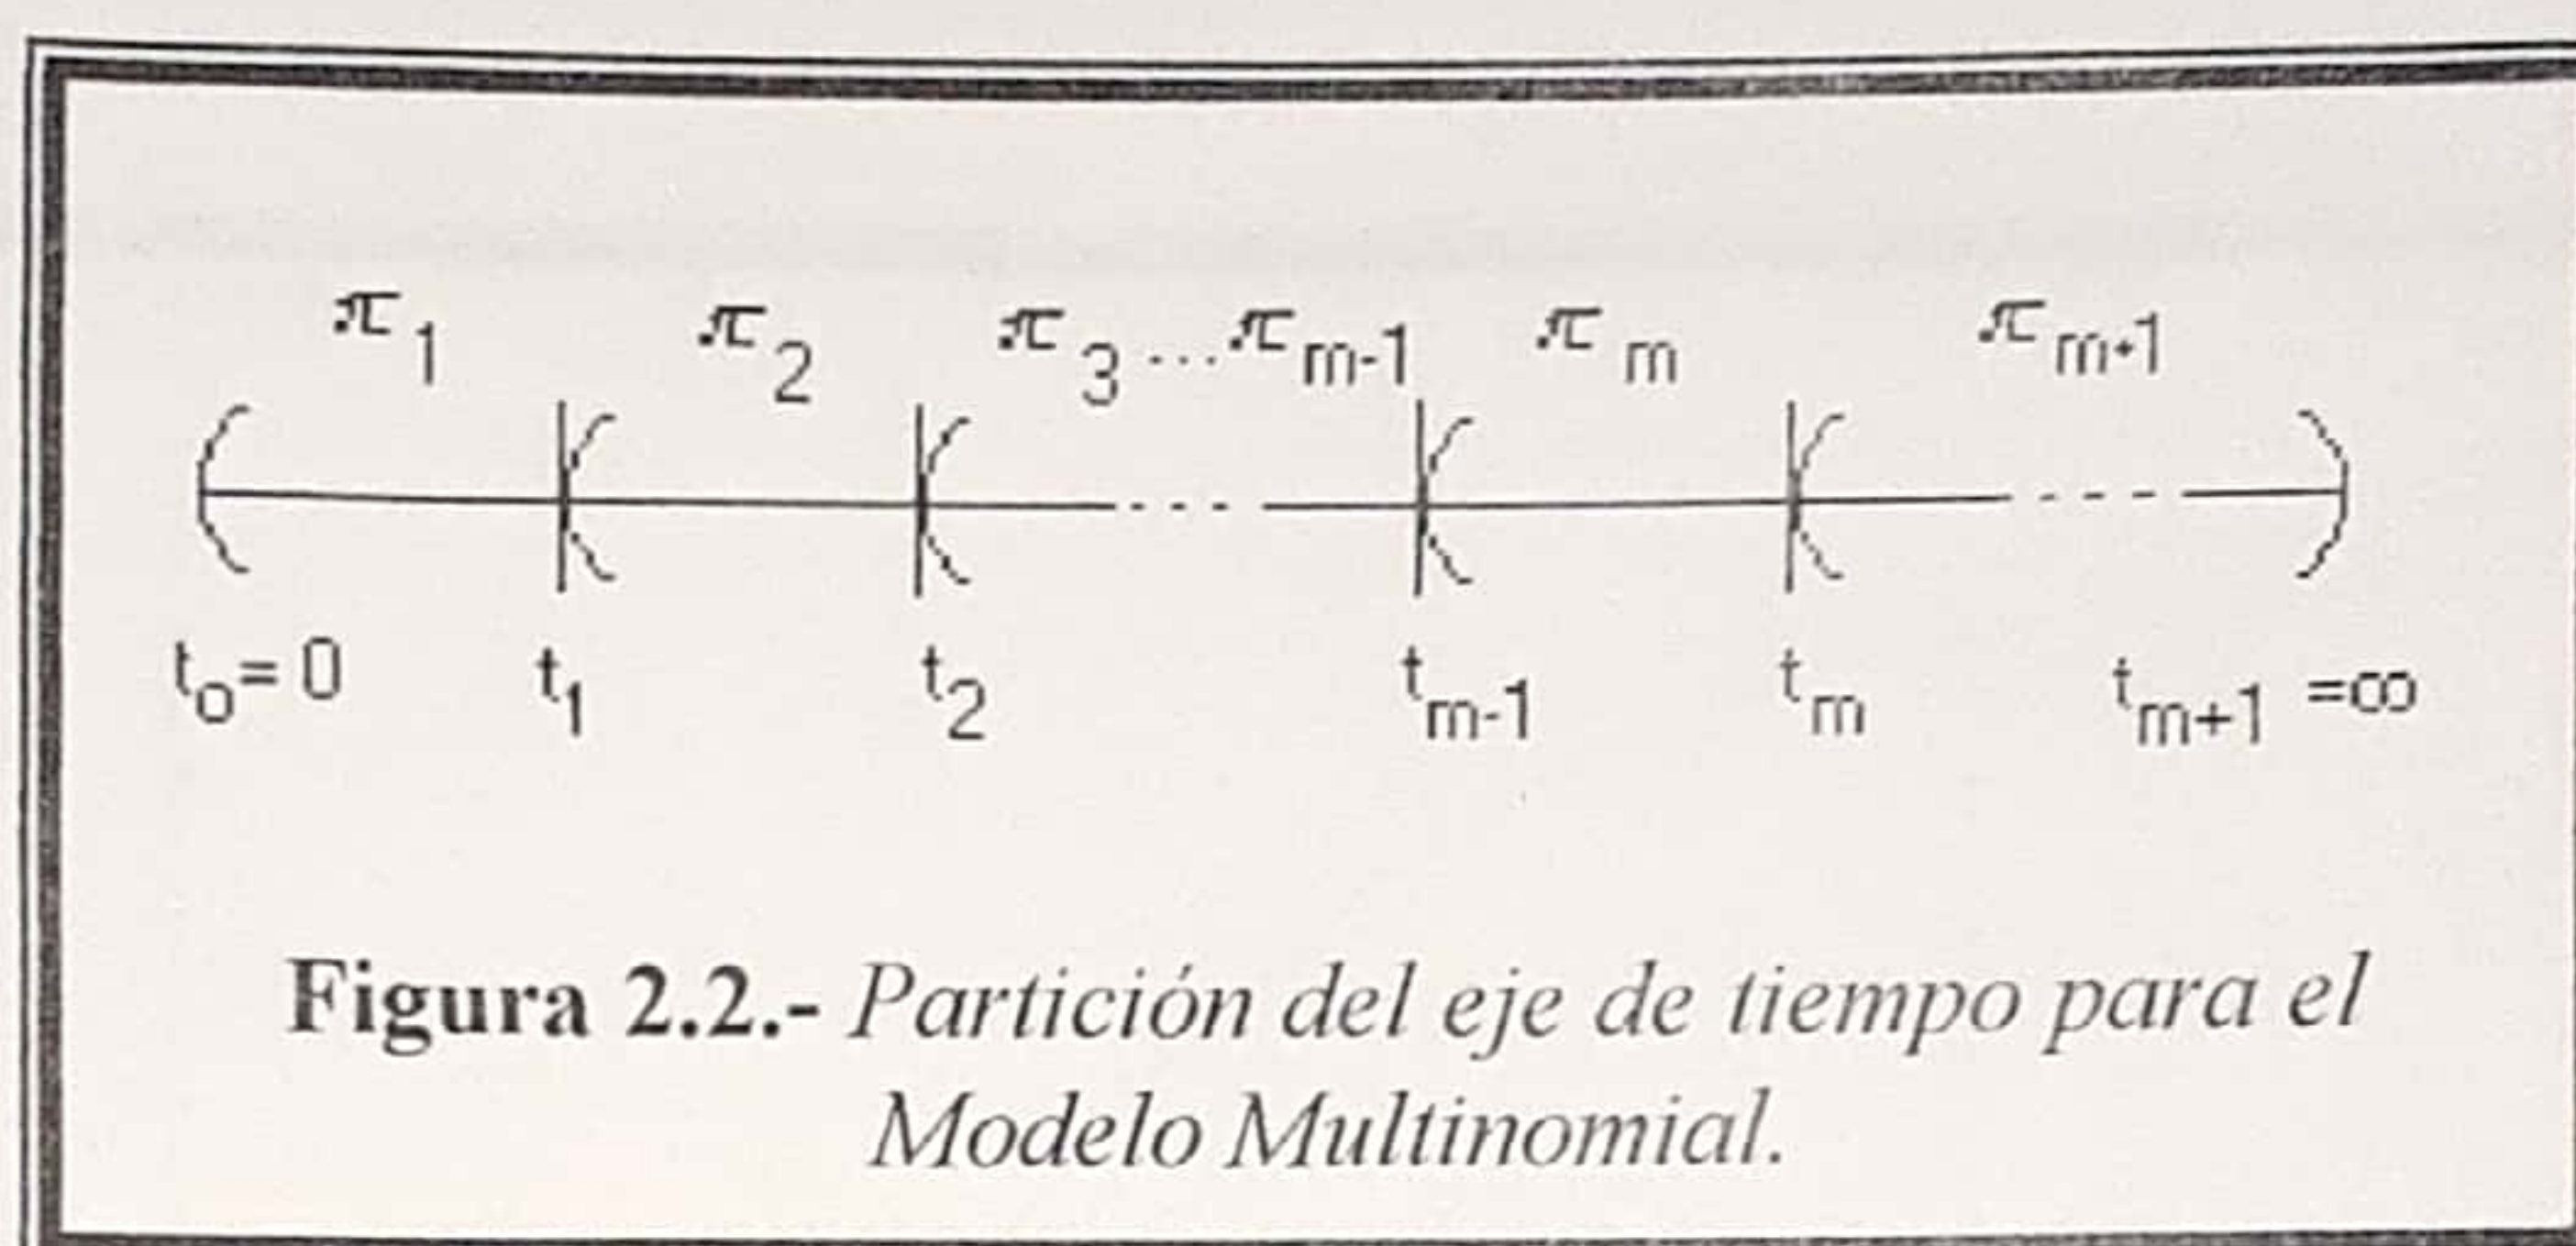 π1 π2 π3...πm-1 πm πm+1
t0=0 t1 t2 tm-1 tm tm+1 =∞
Figura 2.2.- Partición del eje de tiempo para el
Modelo Multinomial.